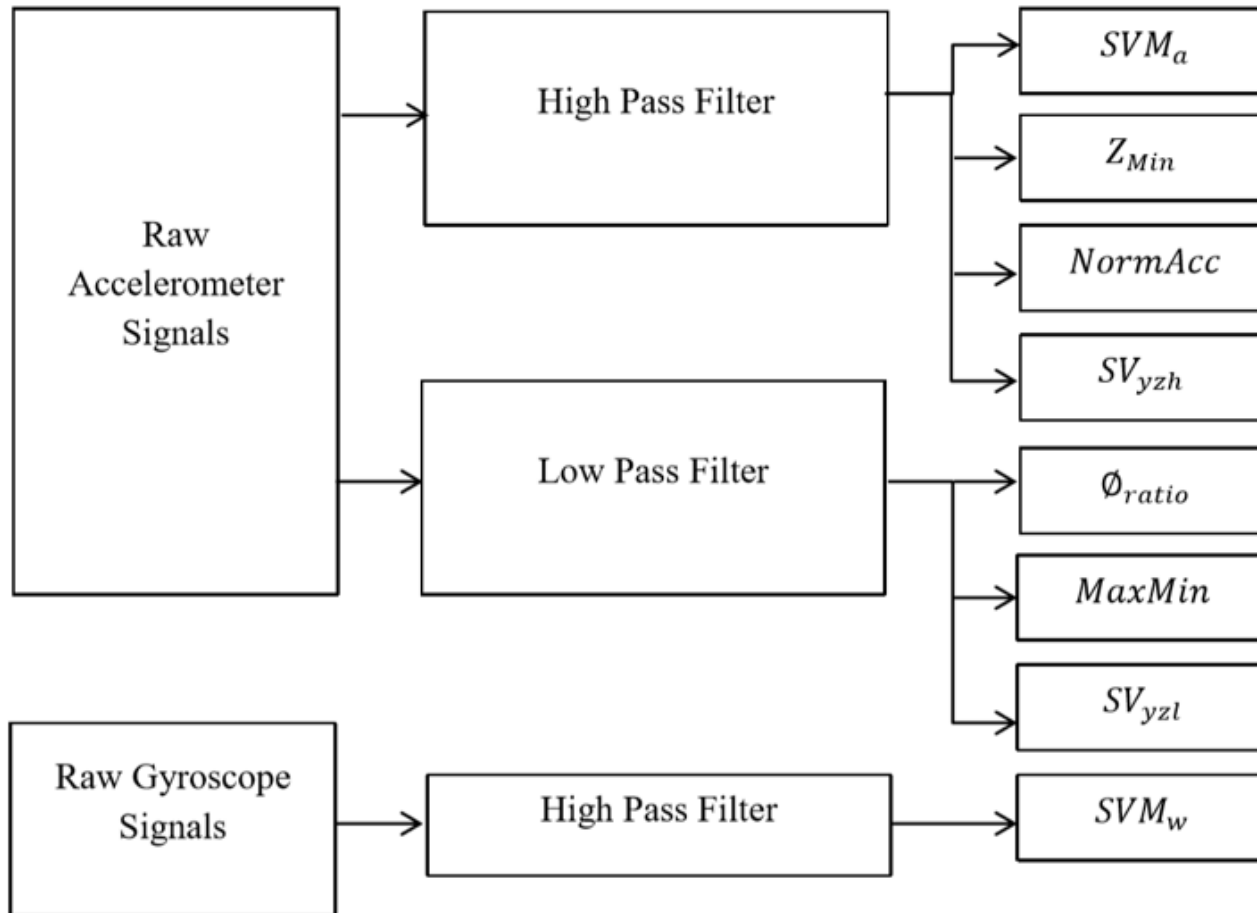 Raw
Accelerometer
Signals
High Pass Filter
Low Pass Filter
SVM_a
Z_Min
NormAcc
SV_yzh
∅_ratio
MaxMin
SV_yzl
Raw Gyroscope
Signals
High Pass Filter
SVM_w